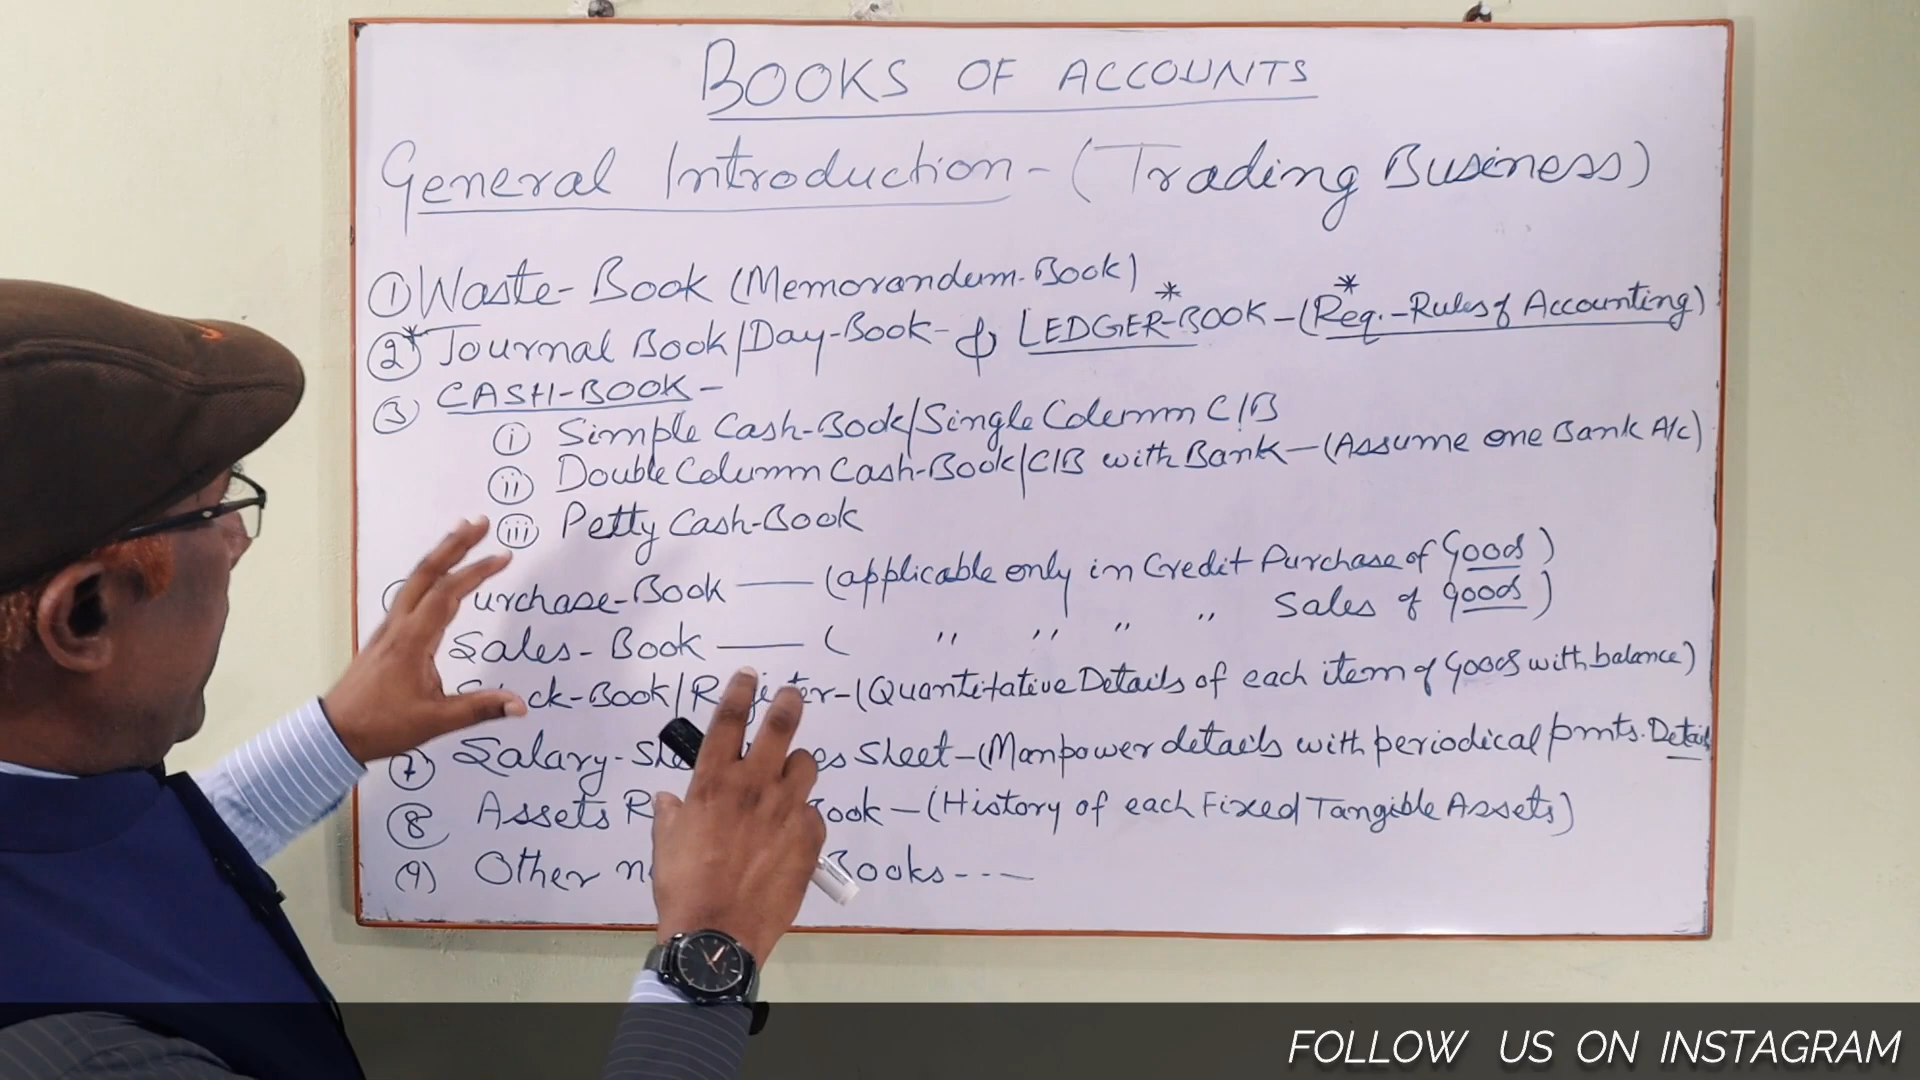 BOOKS OF ACCOUNTS
General Introduction - (Trading Business)
① Waste-Book (Memorandum-Book)
②* Journal Book/Day-Book - & LEDGER-BOOK* - (Req.*-Rules of Accounting)
③ CASH-BOOK -
(i) Simple Cash-Book/Single Column C/B
(ii) Double Column Cash-Book/C/B with Bank - (Assume one Bank A/c)
(iii) Petty Cash-Book
urchase-Book — (applicable only in Credit Purchase of Goods)
Sales-Book — ( " " " " Sales of goods)
ck-Book/Register - (Quantitative Details of each item of Goods with balance)
⑦ Salary- Sheet - (Manpower details with periodical pmts. Details
⑧ Assets R ook - (History of each Fixed Tangible Assets)
(9) Other Books - - -
FOLLOW US ON INSTAGRAM